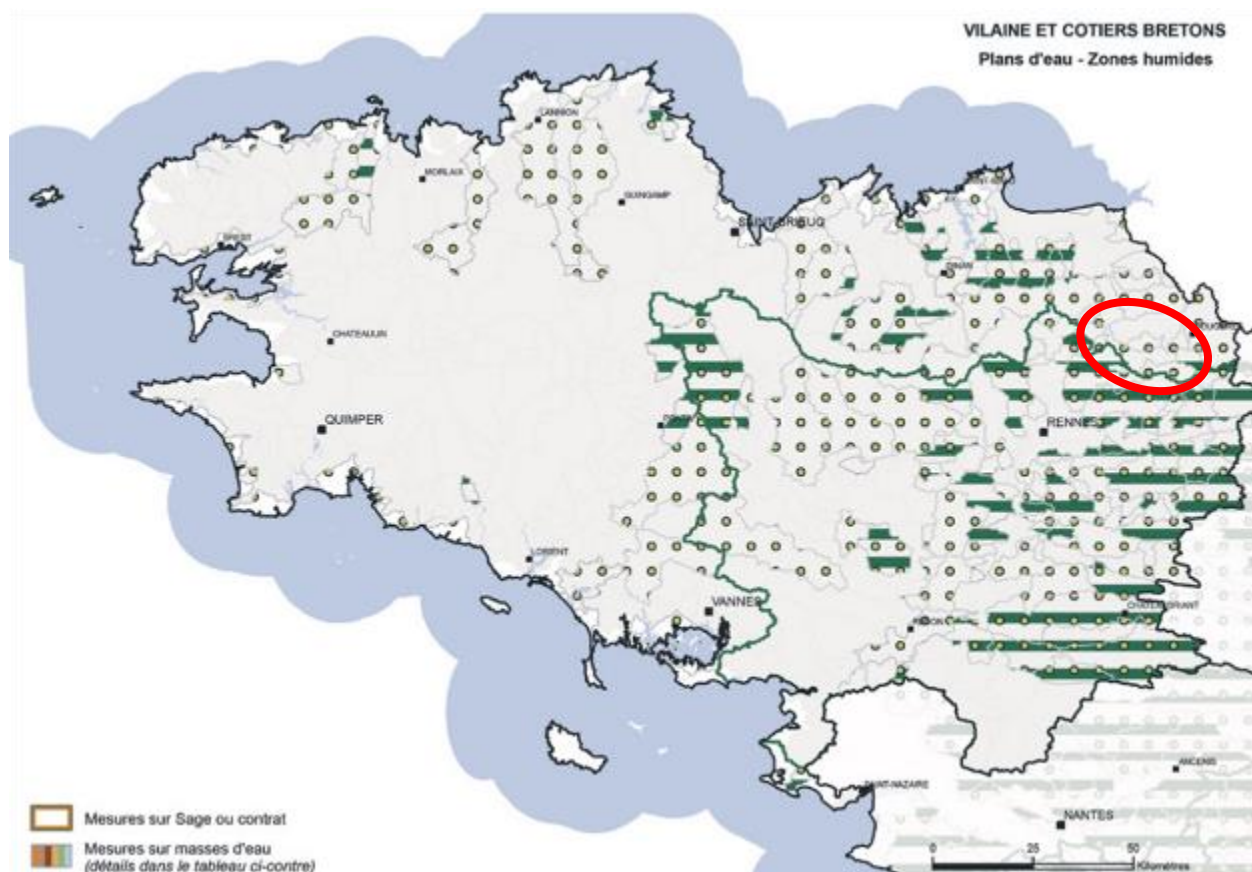 VILAINE ET COTIERS BRETONS
Plans d'eau - Zones humides
LANNION
MORLAIX
GUINGAMP
SAINT-BRIEUC
BREST
DINAN
CHATEAULIN
QUIMPER
RENNES
LORIENT
VANNES
CHATEAUBRIANT
ANCENIS
SAINT-NAZAIRE
NANTES
Mesures sur Sage ou contrat
Mesures sur masses d'eau
(détails dans le tableau ci-contre)
0 25 50
Kilomètres